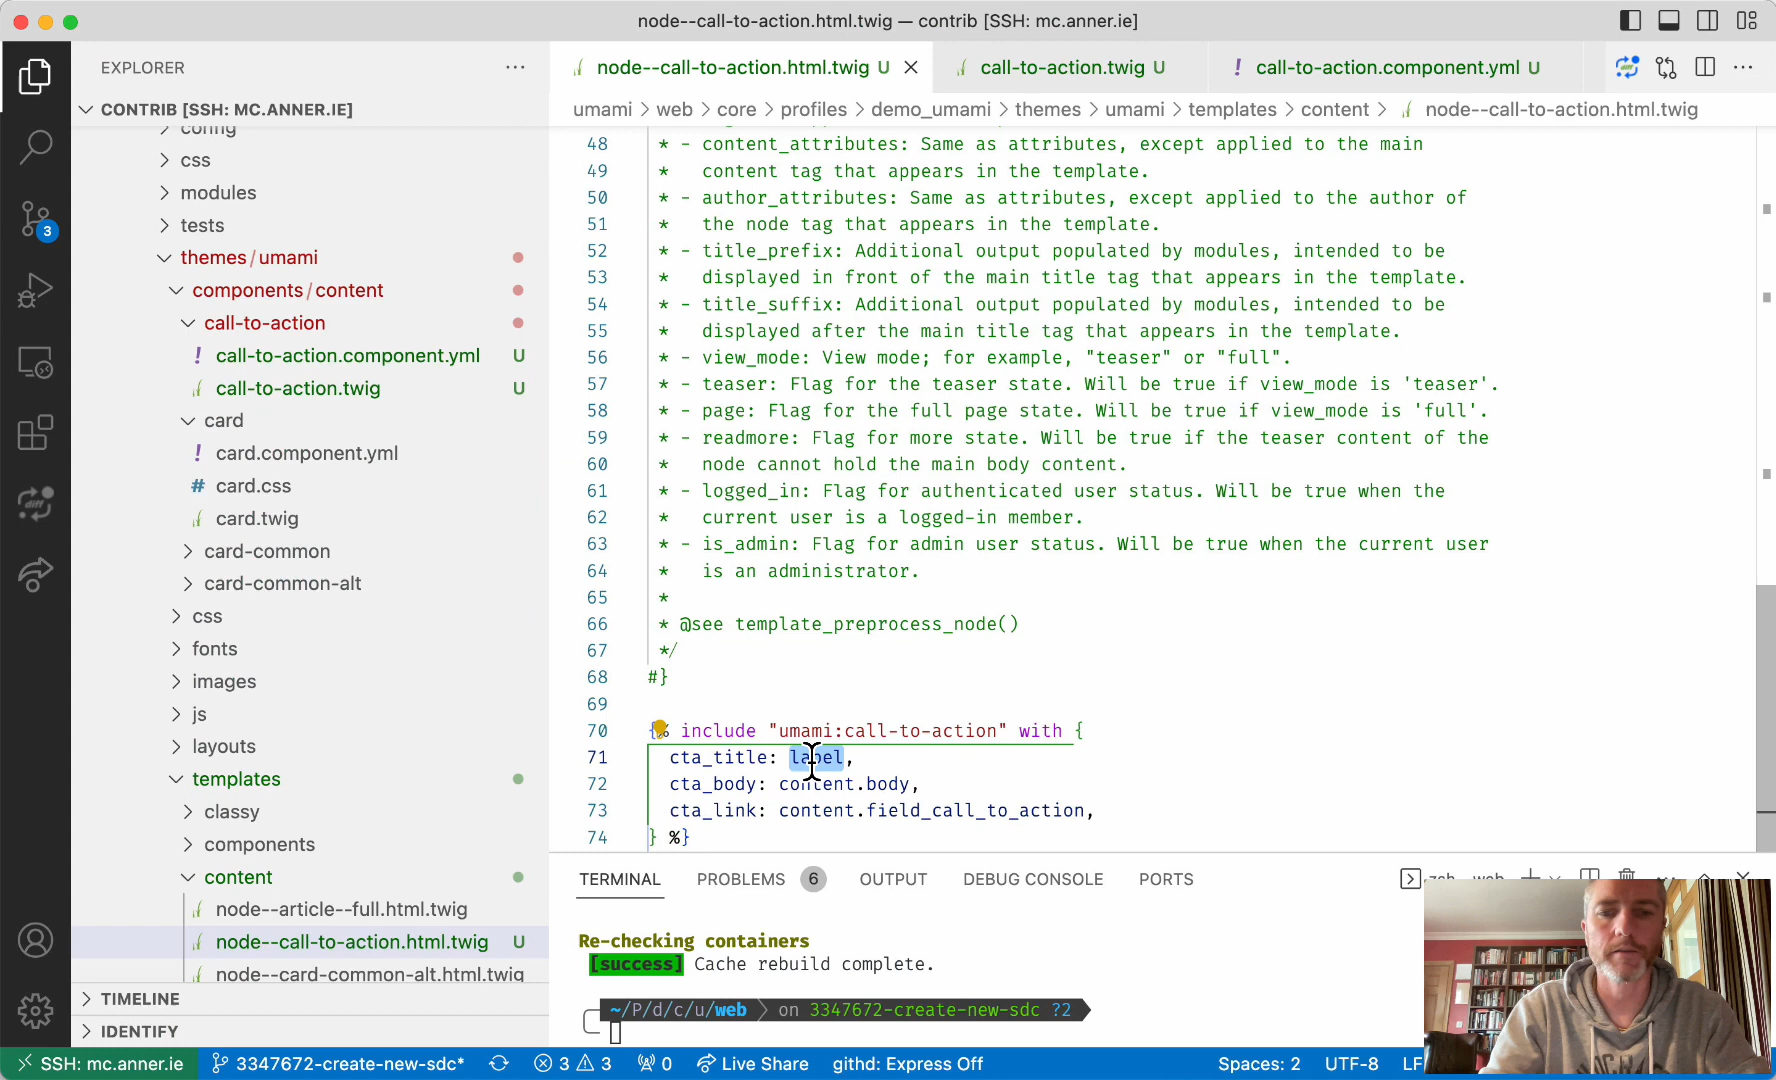 node--call-to-action.html.twig — contrib [SSH: mc.anner.ie]
EXPLORER
CONTRIB [SSH: MC.ANNER.IE]
config
css
modules
tests
themes/umami
components/content
call-to-action
call-to-action.component.yml U
call-to-action.twig U
card
card.component.yml
card.css
card.twig
card-common
card-common-alt
css
fonts
images
js
layouts
templates
classy
components
content
node--article--full.html.twig
node--call-to-action.html.twig U
node--card-common-alt.html.twig
TIMELINE
IDENTIFY
3
diff
node--call-to-action.html.twig U
call-to-action.twig U
call-to-action.component.yml U
umami > web > core > profiles > demo_umami > themes > umami > templates > content > node--call-to-action.html.twig
48 * - content_attributes: Same as attributes, except applied to the main
49 * content tag that appears in the template.
50 * - author_attributes: Same as attributes, except applied to the author of
51 * the node tag that appears in the template.
52 * - title_prefix: Additional output populated by modules, intended to be
53 * displayed in front of the main title tag that appears in the template.
54 * - title_suffix: Additional output populated by modules, intended to be
55 * displayed after the main title tag that appears in the template.
56 * - view_mode: View mode; for example, "teaser" or "full".
57 * - teaser: Flag for the teaser state. Will be true if view_mode is 'teaser'.
58 * - page: Flag for the full page state. Will be true if view_mode is 'full'.
59 * - readmore: Flag for more state. Will be true if the teaser content of the
60 * node cannot hold the main body content.
61 * - logged_in: Flag for authenticated user status. Will be true when the
62 * current user is a logged-in member.
63 * - is_admin: Flag for admin user status. Will be true when the current user
64 * is an administrator.
65 *
66 * @see template_preprocess_node()
67 */
68 #}
69
70 {% include "umami:call-to-action" with {
71 cta_title: label,
72 cta_body: content.body,
73 cta_link: content.field_call_to_action,
74 } %}
TERMINAL PROBLEMS 6 OUTPUT DEBUG CONSOLE PORTS
zsh - web
Re-checking containers
[success] Cache rebuild complete.
~/P/d/c/u/web > on 3347672-create-new-sdc ?2
SSH: mc.anner.ie 3347672-create-new-sdc* 3 3 0 Live Share githd: Express Off Spaces: 2 UTF-8 LF